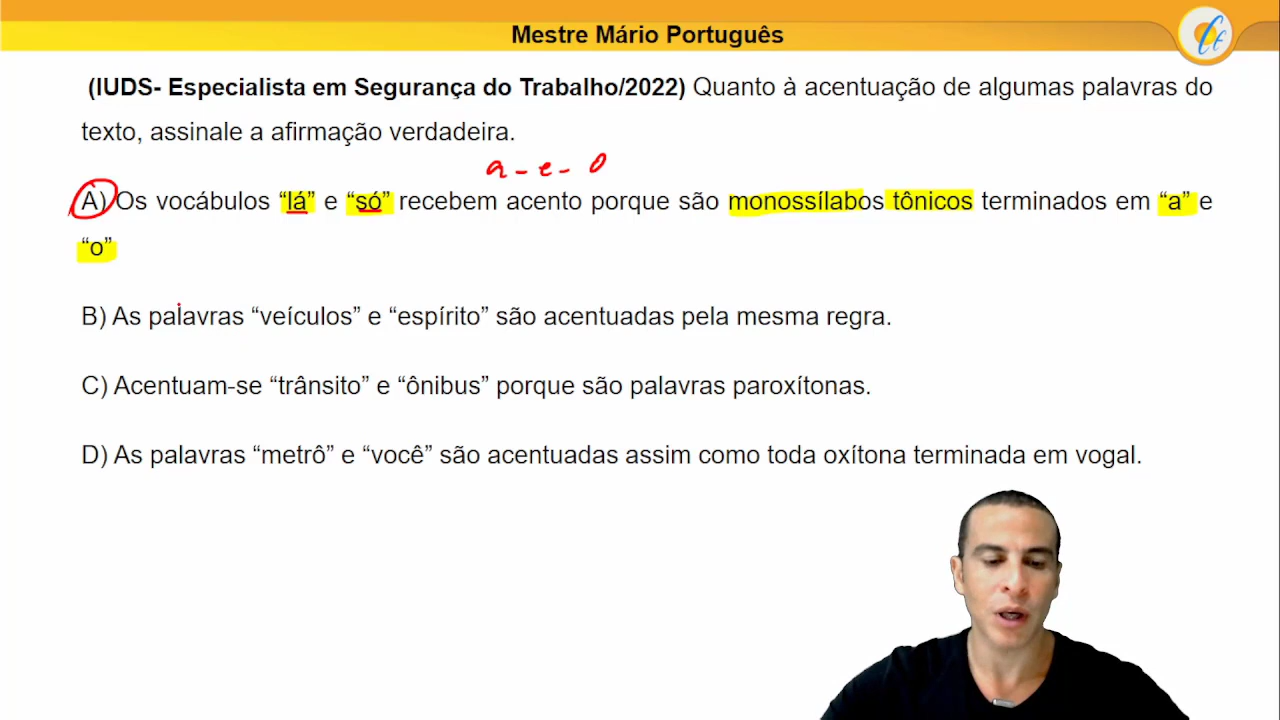 Mestre Mário Português
(IUDS- Especialista em Segurança do Trabalho/2022) Quanto à acentuação de algumas palavras do
texto, assinale a afirmação verdadeira.
a - e - o
A) Os vocábulos “lá” e “só” recebem acento porque são monossílabos tônicos terminados em “a” e
“o”
B) As palavras “veículos” e “espírito” são acentuadas pela mesma regra.
C) Acentuam-se “trânsito” e “ônibus” porque são palavras paroxítonas.
D) As palavras “metrô” e “você” são acentuadas assim como toda oxítona terminada em vogal.